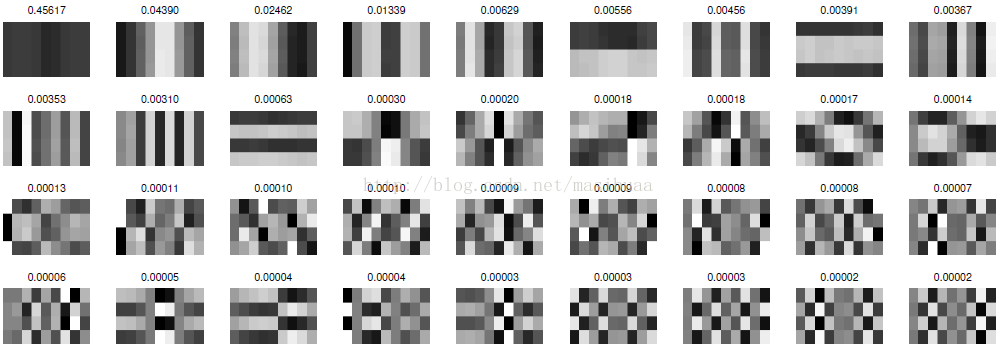 0.45617 0.04390 0.02462 0.01339 0.00629 0.00556 0.00456 0.00391 0.00367
0.00353 0.00310 0.00063 0.00030 0.00020 0.00018 0.00018 0.00017 0.00014
http://blog.csdn.net/masibuaa
0.00013 0.00011 0.00010 0.00010 0.00009 0.00009 0.00008 0.00008 0.00007
0.00006 0.00005 0.00004 0.00004 0.00003 0.00003 0.00003 0.00002 0.00002